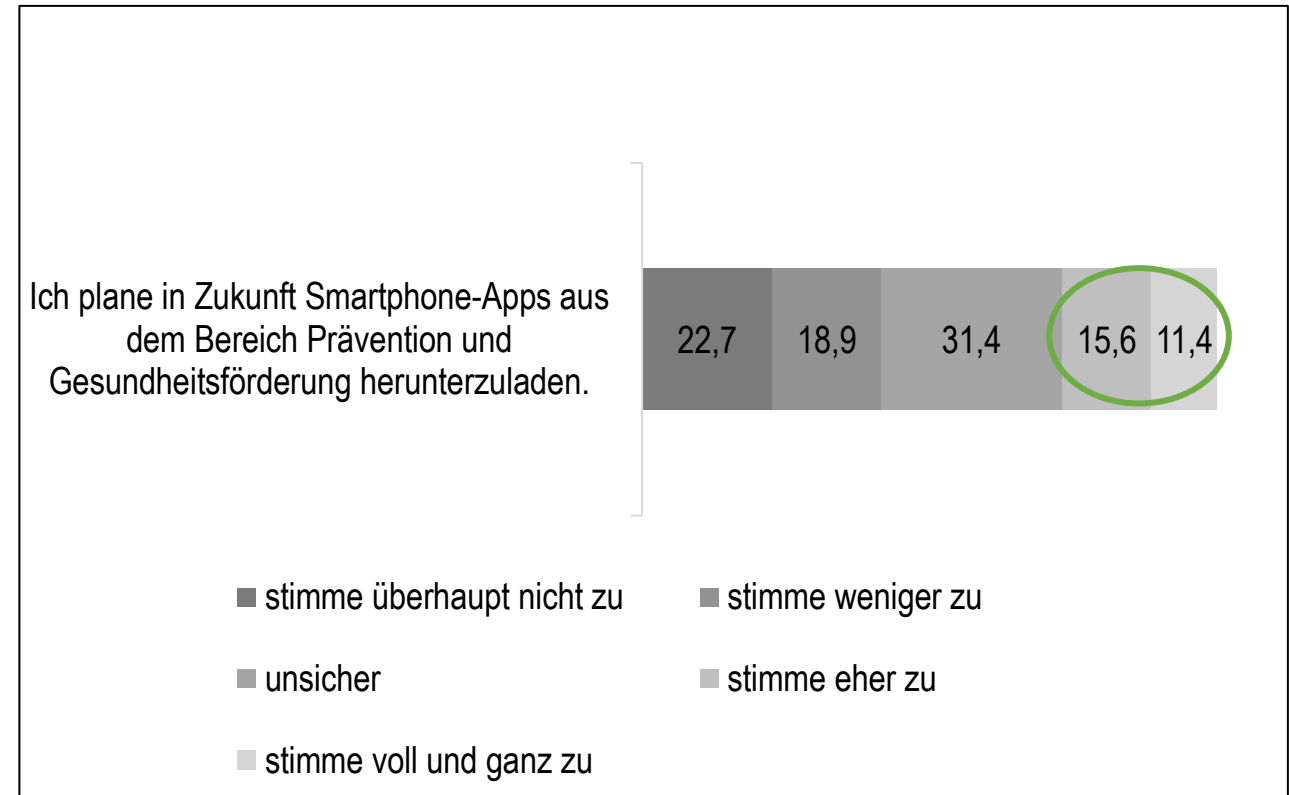 Ich plane in Zukunft Smartphone-Apps aus
dem Bereich Prävention und
Gesundheitsförderung herunterzuladen.
22,7 18,9 31,4 15,6 11,4
stimme überhaupt nicht zu
stimme weniger zu
unsicher
stimme eher zu
stimme voll und ganz zu